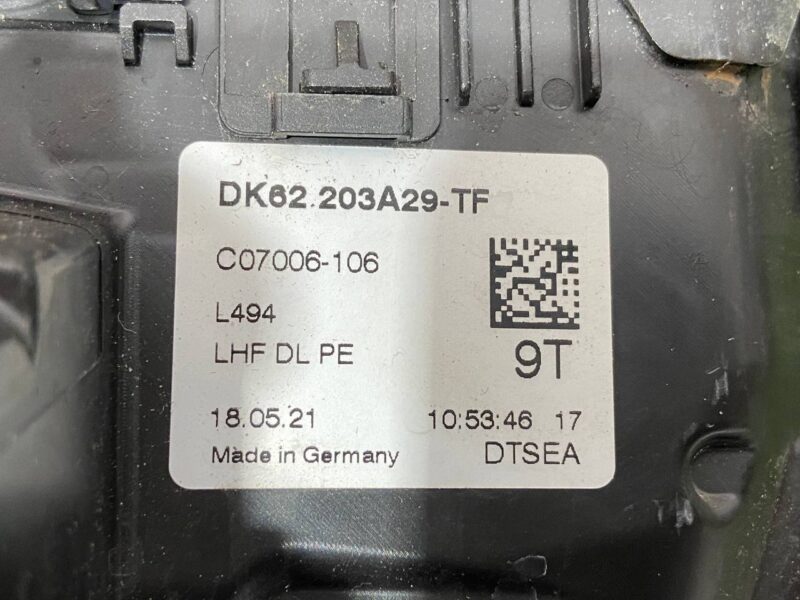 DK62.203A29-TF
C07006-106
L494
LHF DL PE
9T
18.05.21 10:53:46 17
Made in Germany DTSEA